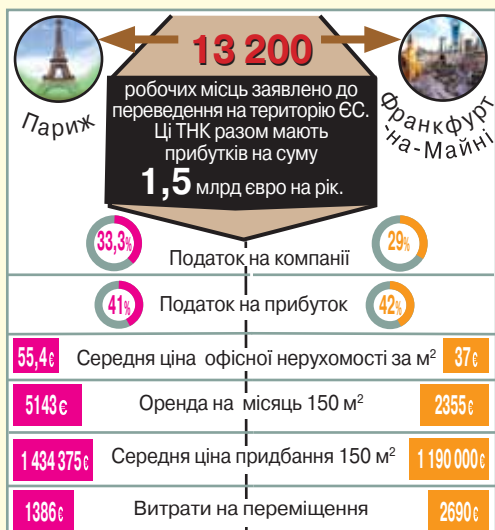 13 200
Париж
Франкфурт
-на-Майні
робочих місць заявлено до
переведення на територію ЄС.
Ці ТНК разом мають
прибутків на суму
1,5 млрд євро на рік.
33,3% Податок на компанії 29%
41% Податок на прибуток 42%
55,4€ Середня ціна офісної нерухомості за м² 37€
5143€ Оренда на місяць 150 м² 2355€
1 434 375€ Середня ціна придбання 150 м² 1 190 000€
1386€ Витрати на переміщення 2690€